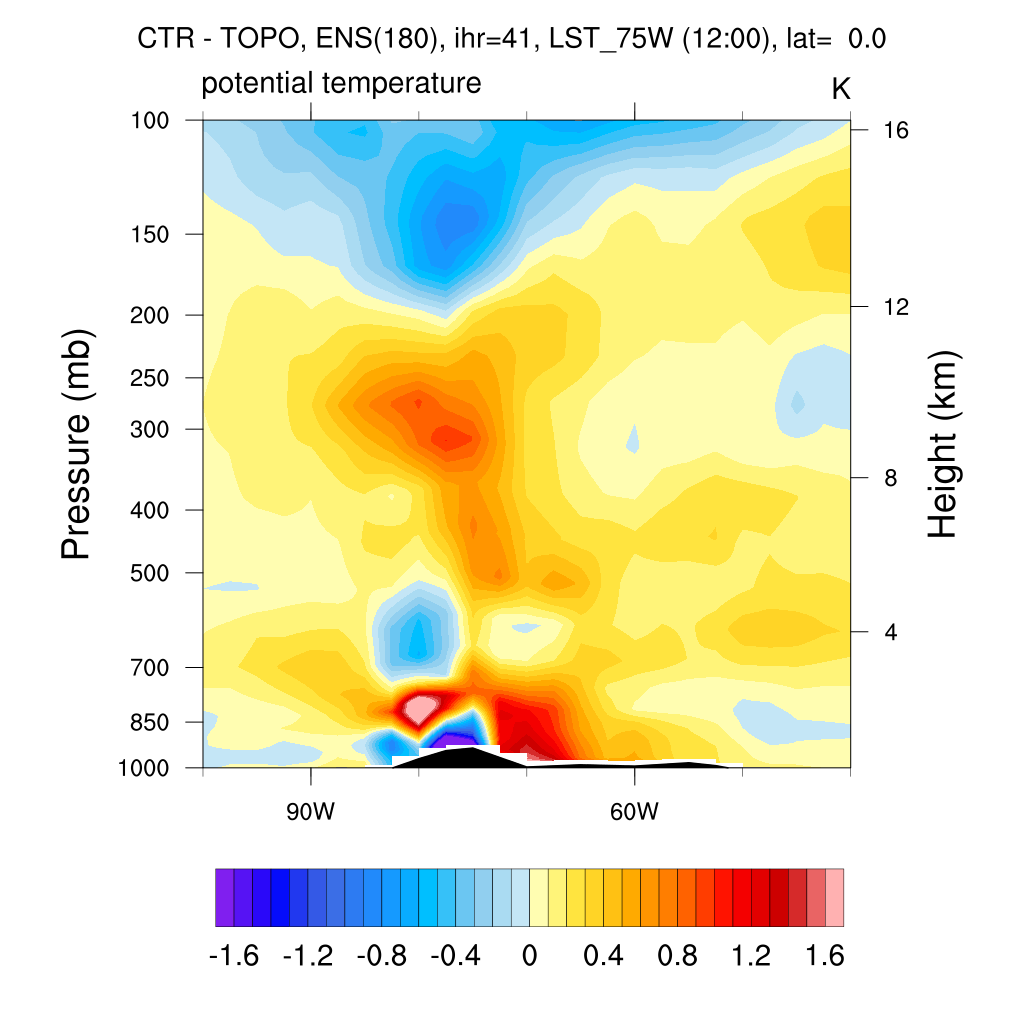 CTR - TOPO, ENS(180), ihr=41, LST_75W (12:00), lat=  0.0
potential temperature K
100
150
200
250
300
400
500
700
850
1000
Pressure (mb)
16
12
8
4
Height (km)
90W 60W
-1.6 -1.2 -0.8 -0.4 0 0.4 0.8 1.2 1.6